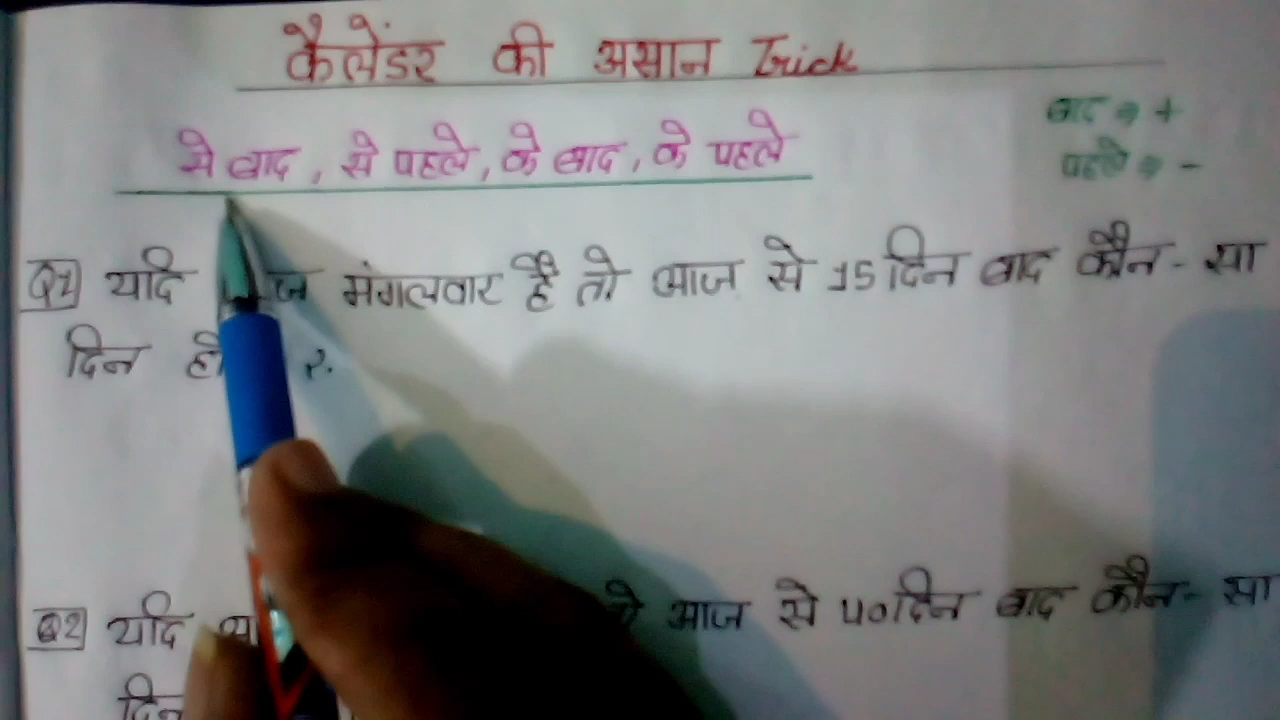 कैलेंडर की असान Trick
से बाद, से पहले, के बाद, के पहले
बाद → +
पहले → -
Q1 यदि मंगलवार है तो आज से 15 दिन बाद कौन-सा
दिन
Q2 यदि आज से 40 दिन बाद कौन-सा
दिन